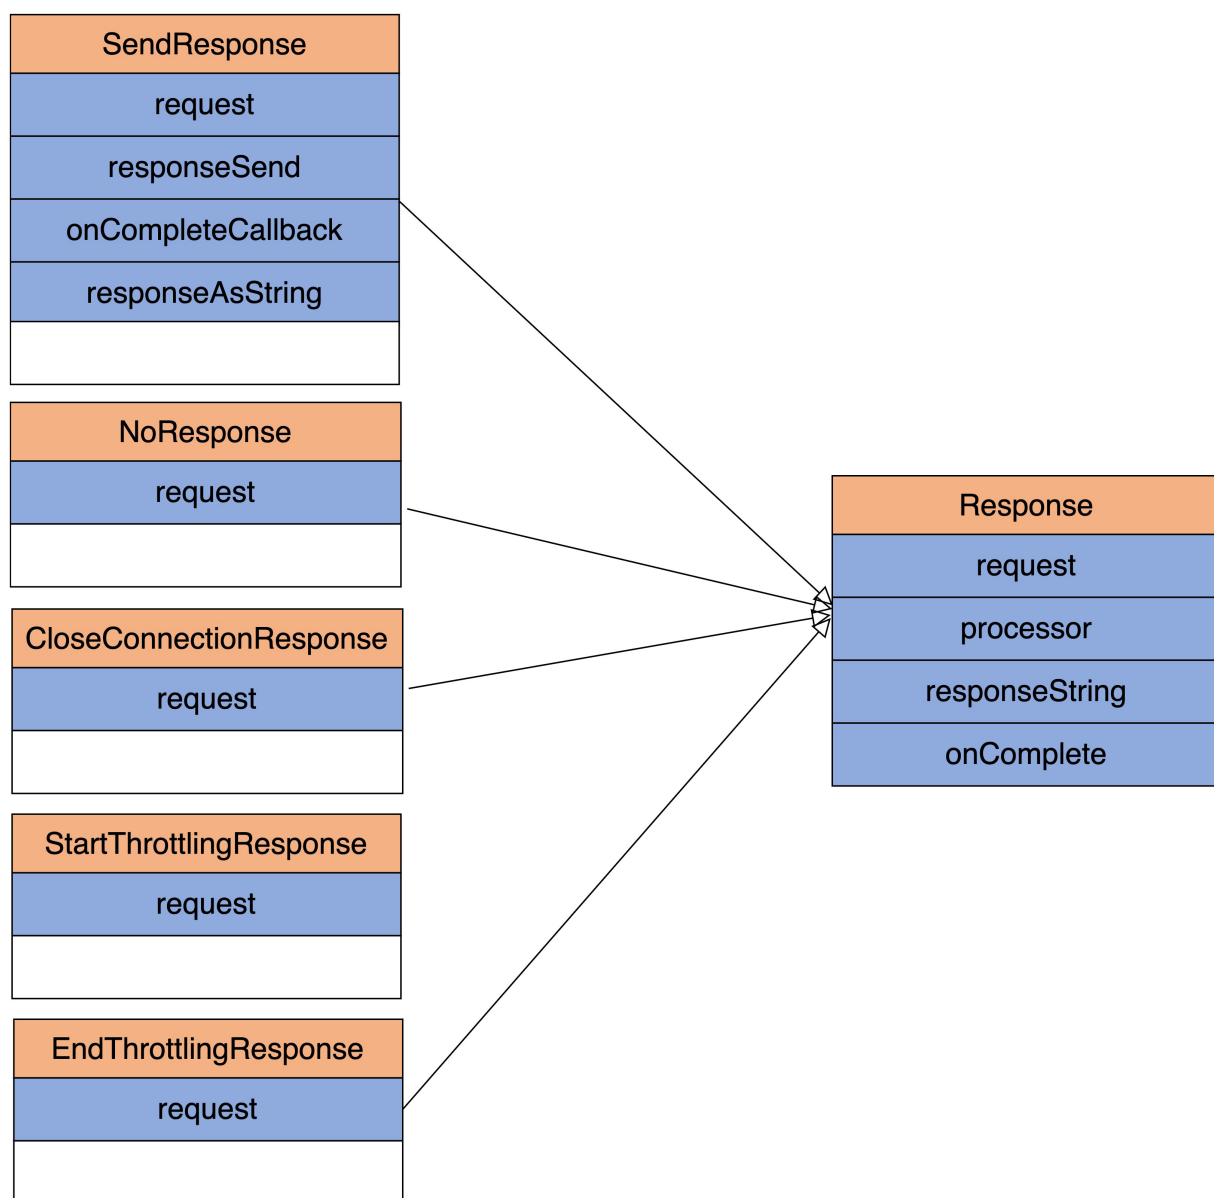 SendResponse
request
responseSend
onCompleteCallback
responseAsString
NoResponse
request
CloseConnectionResponse
request
StartThrottlingResponse
request
EndThrottlingResponse
request
Response
request
processor
responseString
onComplete